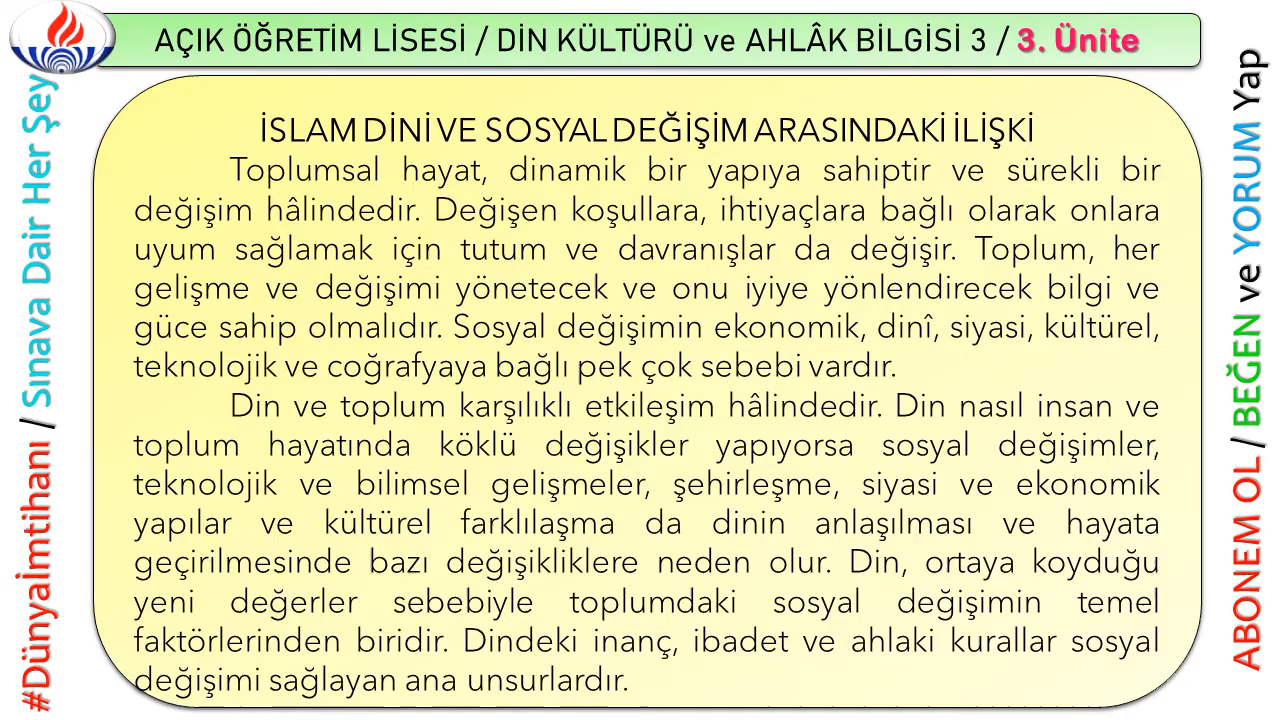 AÇIK ÖĞRETİM LİSESİ / DİN KÜLTÜRÜ ve AHLÂK BİLGİSİ 3 / 3. Ünite
#Dünyaİmtihanı / Sınava Dair Her Şey
İSLAM DİNİ VE SOSYAL DEĞİŞİM ARASINDAKİ İLİŞKİ
Toplumsal hayat, dinamik bir yapıya sahiptir ve sürekli bir
değişim hâlindedir. Değişen koşullara, ihtiyaçlara bağlı olarak onlara
uyum sağlamak için tutum ve davranışlar da değişir. Toplum, her
gelişme ve değişimi yönetecek ve onu iyiye yönlendirecek bilgi ve
güce sahip olmalıdır. Sosyal değişimin ekonomik, dinî, siyasi, kültürel,
teknolojik ve coğrafyaya bağlı pek çok sebebi vardır.
Din ve toplum karşılıklı etkileşim hâlindedir. Din nasıl insan ve
toplum hayatında köklü değişikler yapıyorsa sosyal değişimler,
teknolojik ve bilimsel gelişmeler, şehirleşme, siyasi ve ekonomik
yapılar ve kültürel farklılaşma da dinin anlaşılması ve hayata
geçirilmesinde bazı değişikliklere neden olur. Din, ortaya koyduğu
yeni değerler sebebiyle toplumdaki sosyal değişimin temel
faktörlerinden biridir. Dindeki inanç, ibadet ve ahlaki kurallar sosyal
değişimi sağlayan ana unsurlardır.
ABONEM OL / BEĞEN ve YORUM Yap